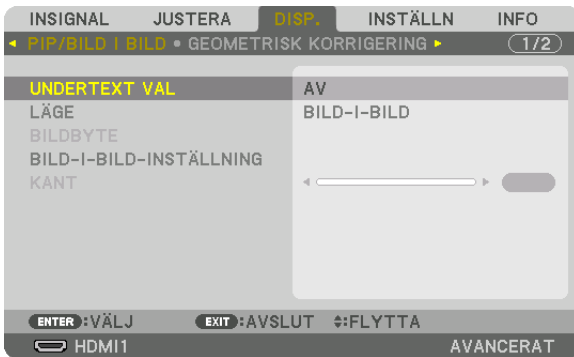 INSIGNAL JUSTERA DISP. INSTÄLLN INFO
PIP/BILD I BILD • GEOMETRISK KORRIGERING 1/2
UNDERTEXT VAL AV
LÄGE BILD-I-BILD
BILDBYTE
BILD-I-BILD-INSTÄLLNING
KANT
ENTER :VÄLJ EXIT :AVSLUT :FLYTTA
HDMI1 AVANCERAT